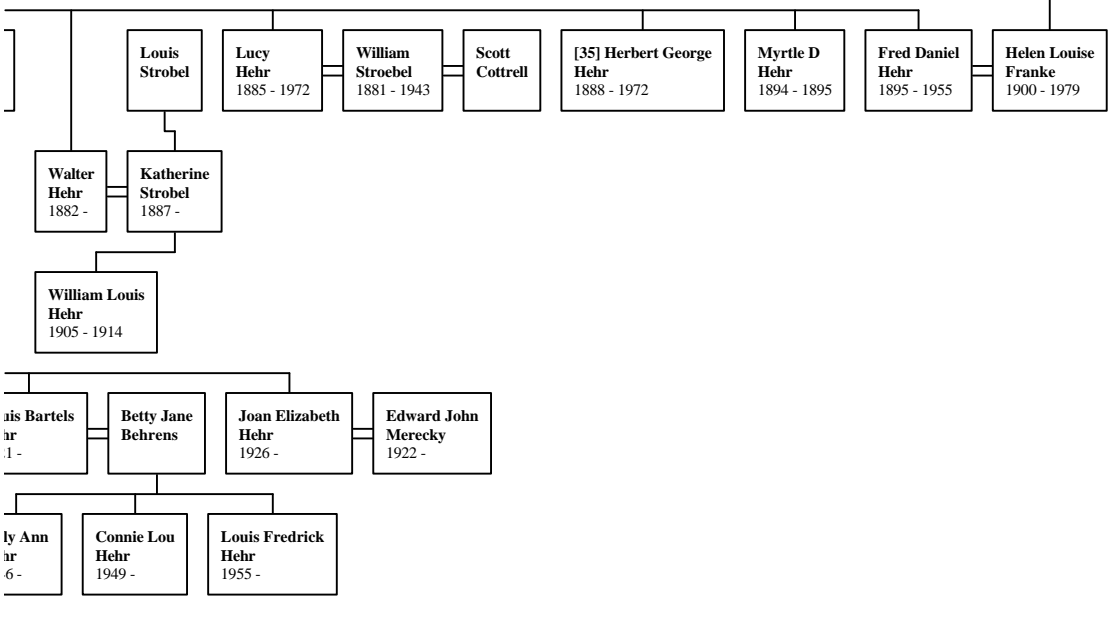 Louis
Strobel
Lucy
Hehr
1885 - 1972
William
Stroebel
1881 - 1943
Scott
Cottrell
[35] Herbert George
Hehr
1888 - 1972
Myrtle D
Hehr
1894 - 1895
Fred Daniel
Hehr
1895 - 1955
Helen Louise
Franke
1900 - 1979
Walter
Hehr
1882 -
Katherine
Strobel
1887 -
William Louis
Hehr
1905 - 1914
Bartels
Betty Jane
Behrens
Joan Elizabeth
Hehr
1926 -
Edward John
Merecky
1922 -
Ann
Connie Lou
Hehr
1949 -
Louis Fredrick
Hehr
1955 -